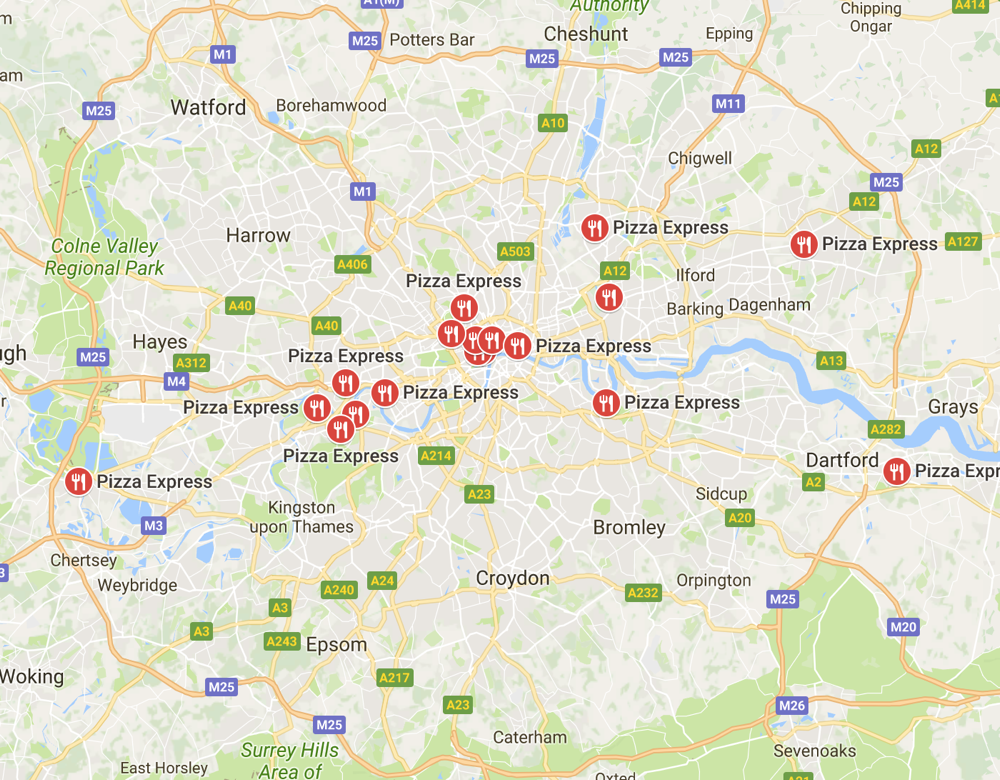 A1(M)
Authority
A414
Chipping
Ongar
Cheshunt
Epping
M25
Potters Bar
M1
M25
M25
M11
Watford
Borehamwood
M25
A10
A12
Chigwell
M25
M1
A12
Colne Valley
Regional Park
Harrow
A503
Pizza Express
Pizza Express
A127
A406
A12
Ilford
Pizza Express
A40
A40
Barking
Dagenham
Hayes
M25
A312
M4
Pizza Express
Pizza Express
A13
Pizza Express
Pizza Express
Pizza Express
Grays
A282
Pizza Express
A214
Dartford
Pizza Expr
Pizza Express
A2
A23
Sidcup
Kingston
upon Thames
M3
A20
Bromley
Chertsey
Weybridge
A240
A24
Croydon
A232
Orpington
A3
M25
A3
A243
Epsom
M20
Woking
A217
M25
A23
M26
M25
Caterham
Surrey Hills
Area of
Sevenoaks
East Horsley
Oxted